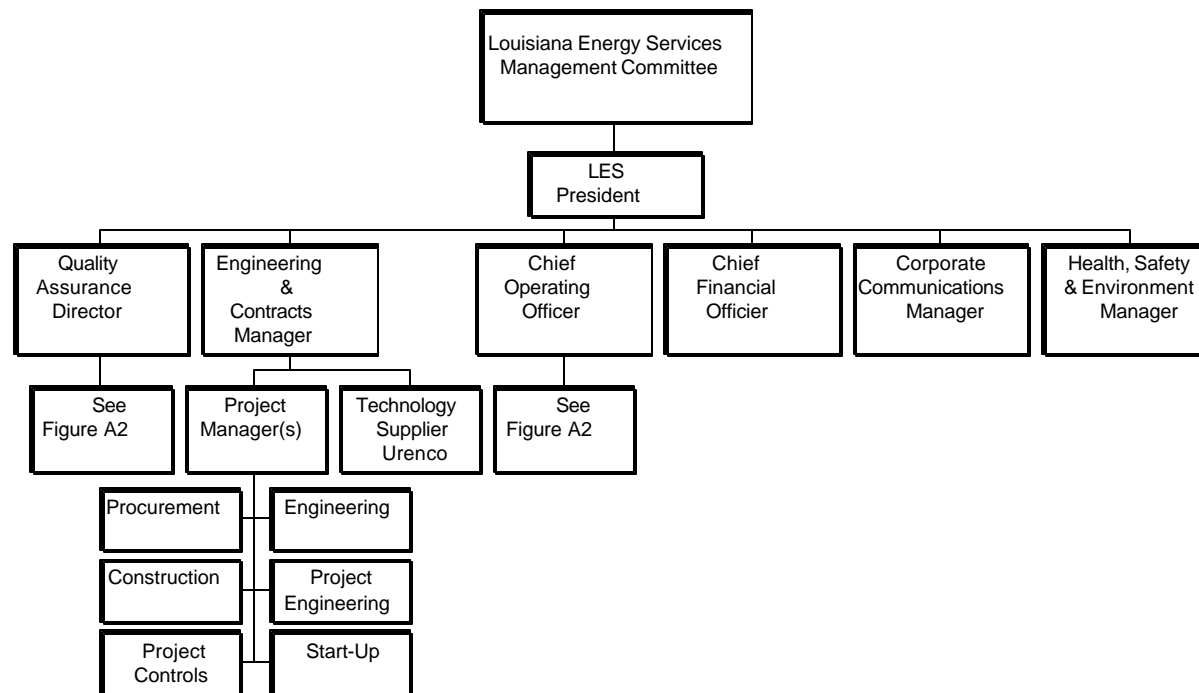 Louisiana Energy Services
Management Committee
LES
President
Quality
Assurance
Director
Engineering
&
Contracts
Manager
Chief
Operating
Officer
Chief
Financial
Officier
Corporate
Communications
Manager
Health, Safety
& Environment
Manager
See
Figure A2
Project
Manager(s)
Technology
Supplier
Urenco
See
Figure A2
Procurement
Engineering
Construction
Project
Engineering
Project
Controls
Start-Up